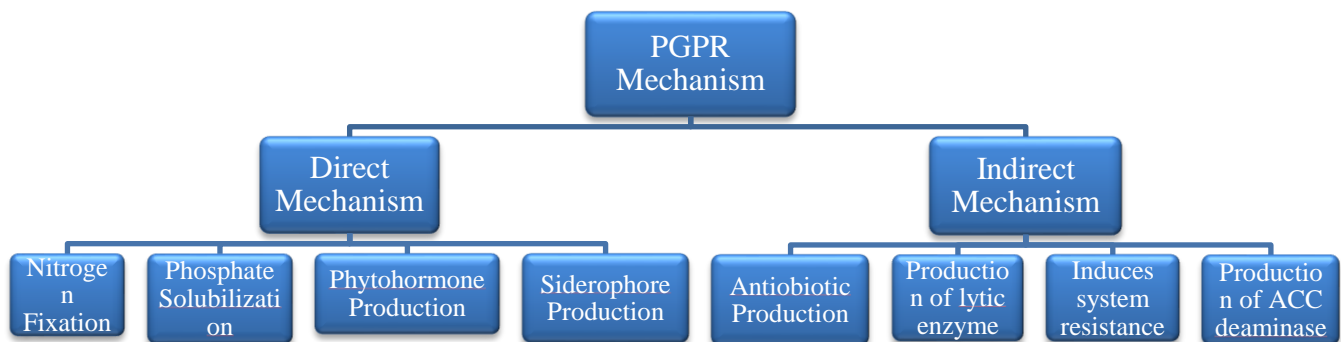 PGPR
Mechanism
Direct
Mechanism
Indirect
Mechanism
Nitroge
n
Fixation
Phosphate
Solubilizati
on
Phytohormone
Production
Siderophore
Production
Antiobiotic
Production
Productio
n of lytic
enzyme
Induces
system
resistance
Productio
n of ACC
deaminase